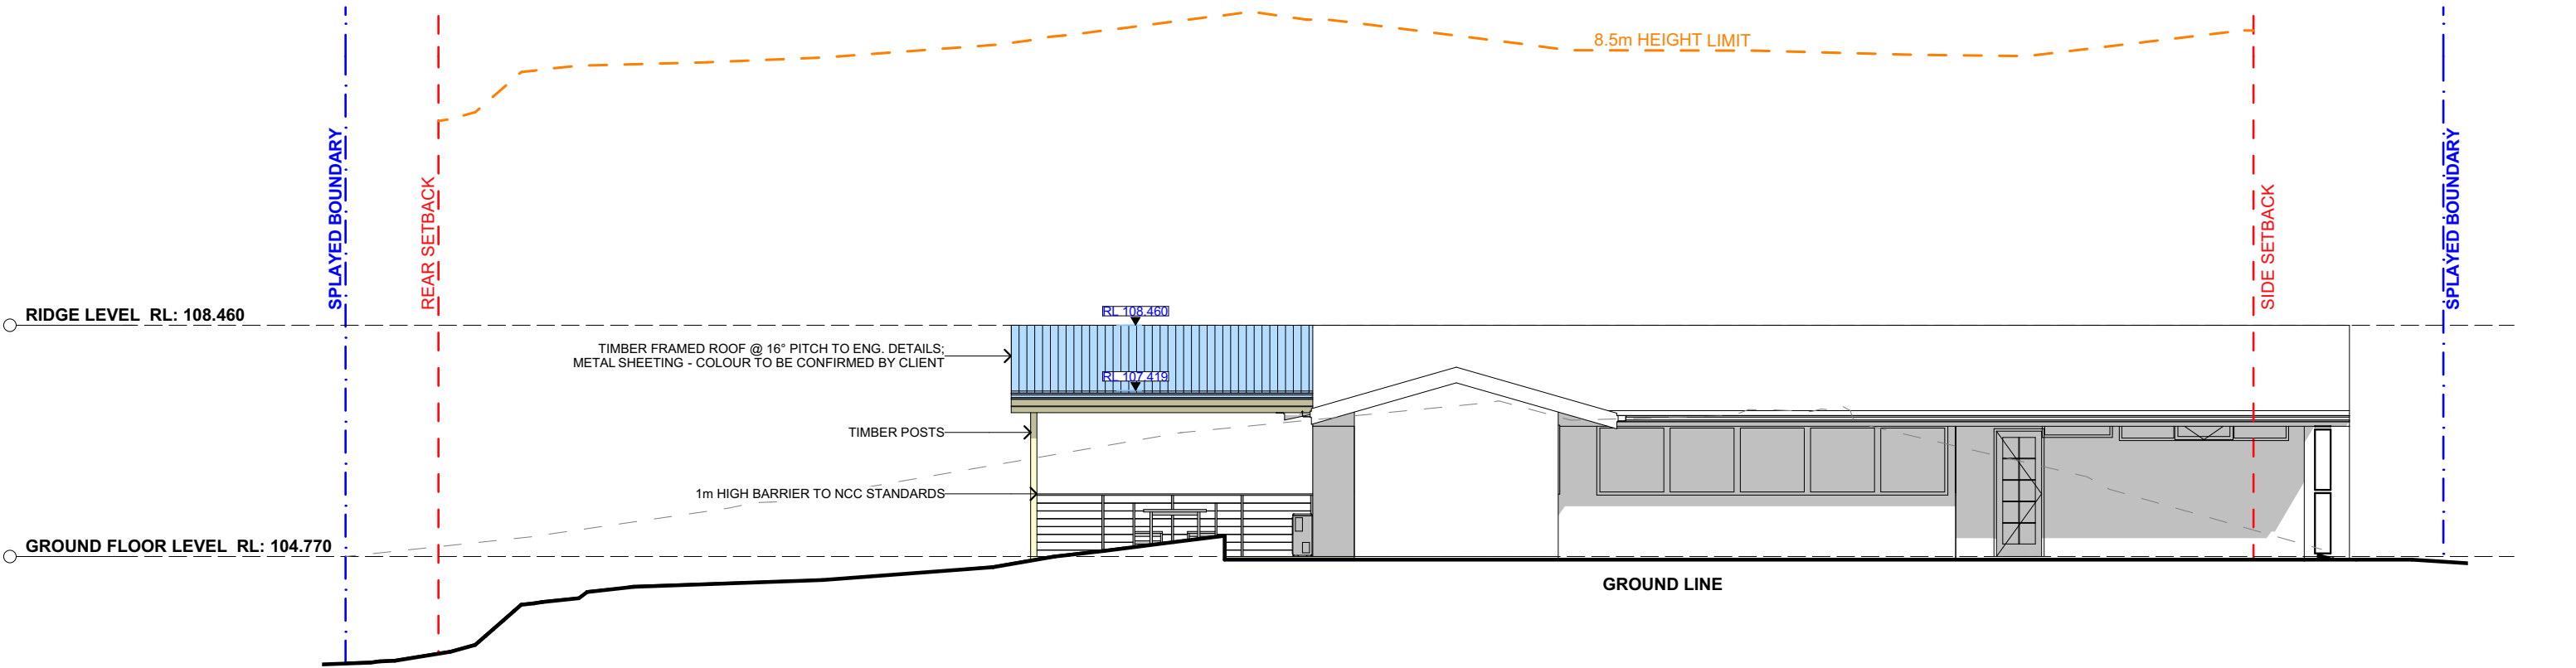 8.5m HEIGHT LIMIT
SPLAYED BOUNDARY
REAR SETBACK
SIDE SETBACK
SPLAYED BOUNDARY
RIDGE LEVEL RL: 108.460
RL 108.460
TIMBER FRAMED ROOF @ 16° PITCH TO ENG. DETAILS;
METAL SHEETING - COLOUR TO BE CONFIRMED BY CLIENT
RL 107.419
TIMBER POSTS
1m HIGH BARRIER TO NCC STANDARDS
GROUND FLOOR LEVEL RL: 104.770
GROUND LINE